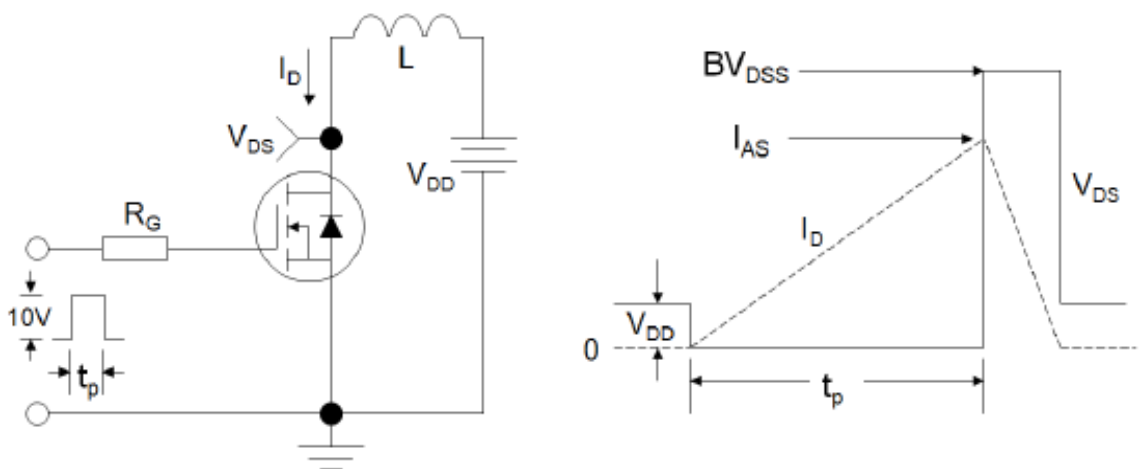 L
I_D
V_DS
V_DD
R_G
10V
t_p
BV_DSS
I_AS
V_DS
I_D
V_DD
0
t_p